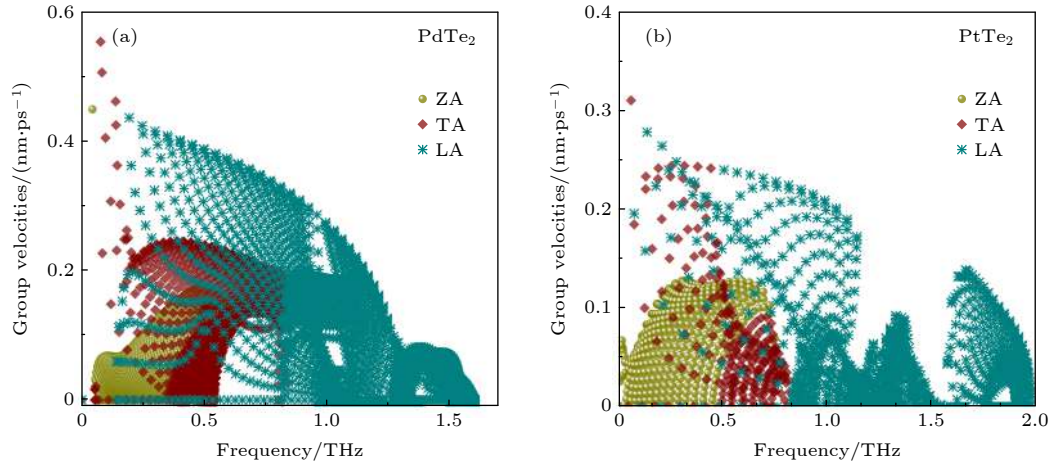 (a) PdTe₂
ZA
TA
LA
0.6
0.4
0.2
0
Group velocities/(nm·ps⁻¹)
0 0.5 1.0 1.5
Frequency/THz
(b) PtTe₂
ZA
TA
LA
0.4
0.3
0.2
0.1
0
Group velocities/(nm·ps⁻¹)
0 0.5 1.0 1.5 2.0
Frequency/THz